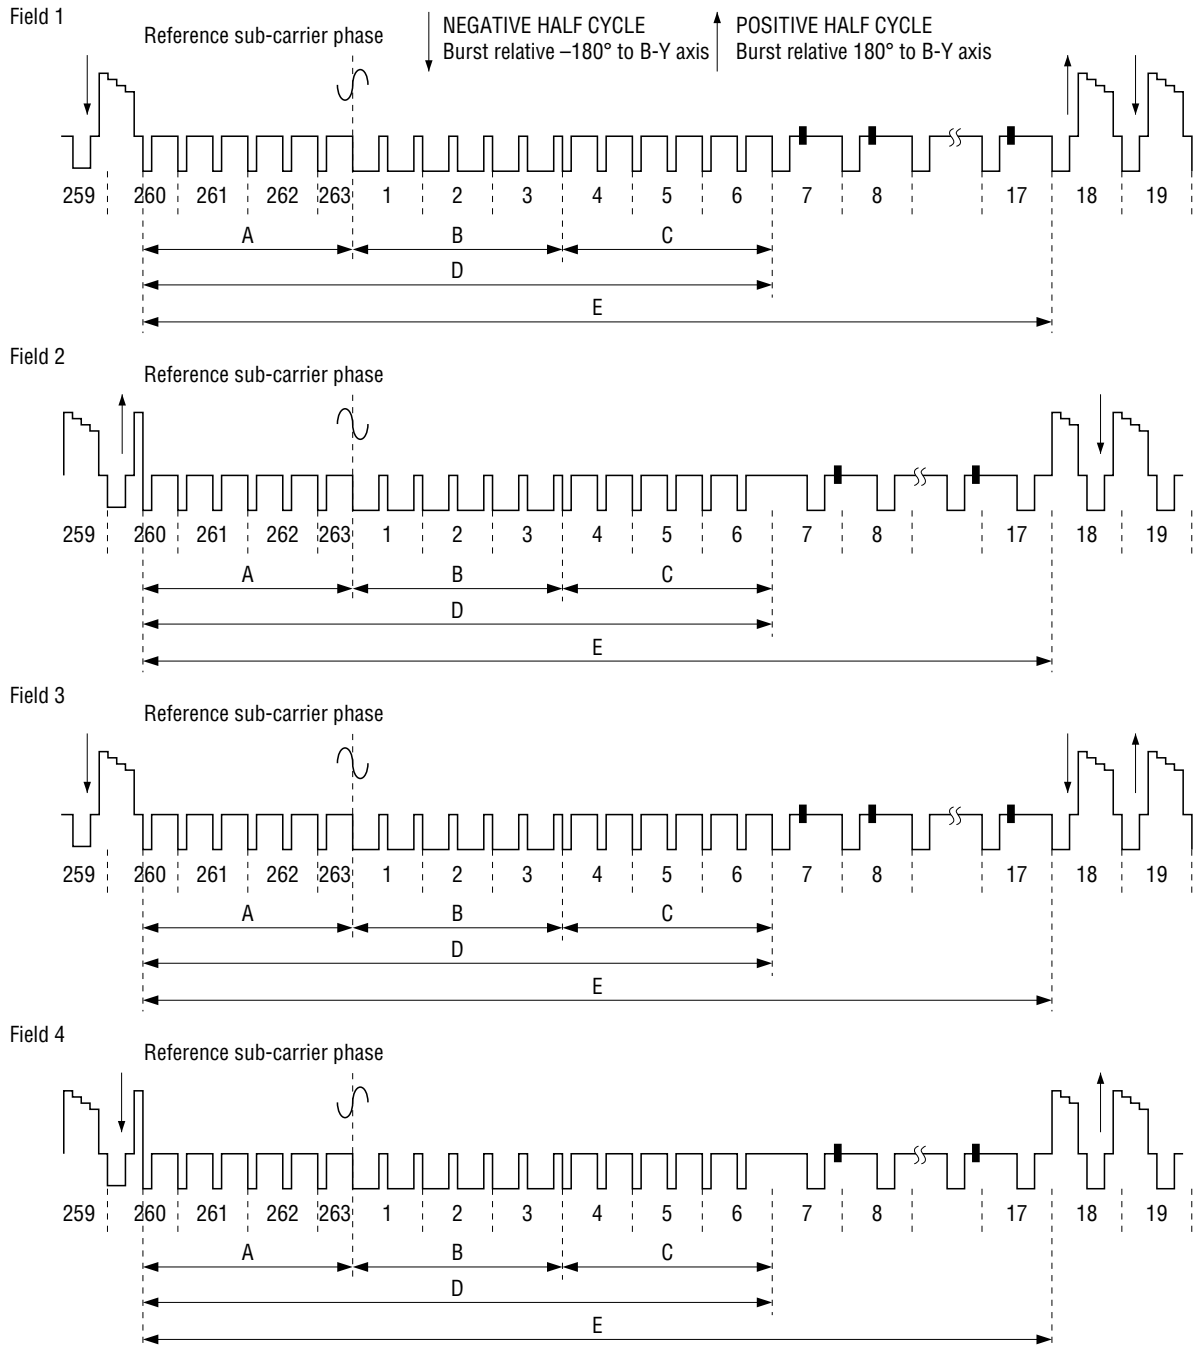 Field 1
Reference sub-carrier phase
NEGATIVE HALF CYCLE
Burst relative –180° to B-Y axis
POSITIVE HALF CYCLE
Burst relative 180° to B-Y axis
259 260 261 262 263 1 2 3 4 5 6 7 8 17 18 19
A B C
D
E
Field 2
Reference sub-carrier phase
259 260 261 262 263 1 2 3 4 5 6 7 8 17 18 19
A B C
D
E
Field 3
Reference sub-carrier phase
259 260 261 262 263 1 2 3 4 5 6 7 8 17 18 19
A B C
D
E
Field 4
Reference sub-carrier phase
259 260 261 262 263 1 2 3 4 5 6 7 8 17 18 19
A B C
D
E